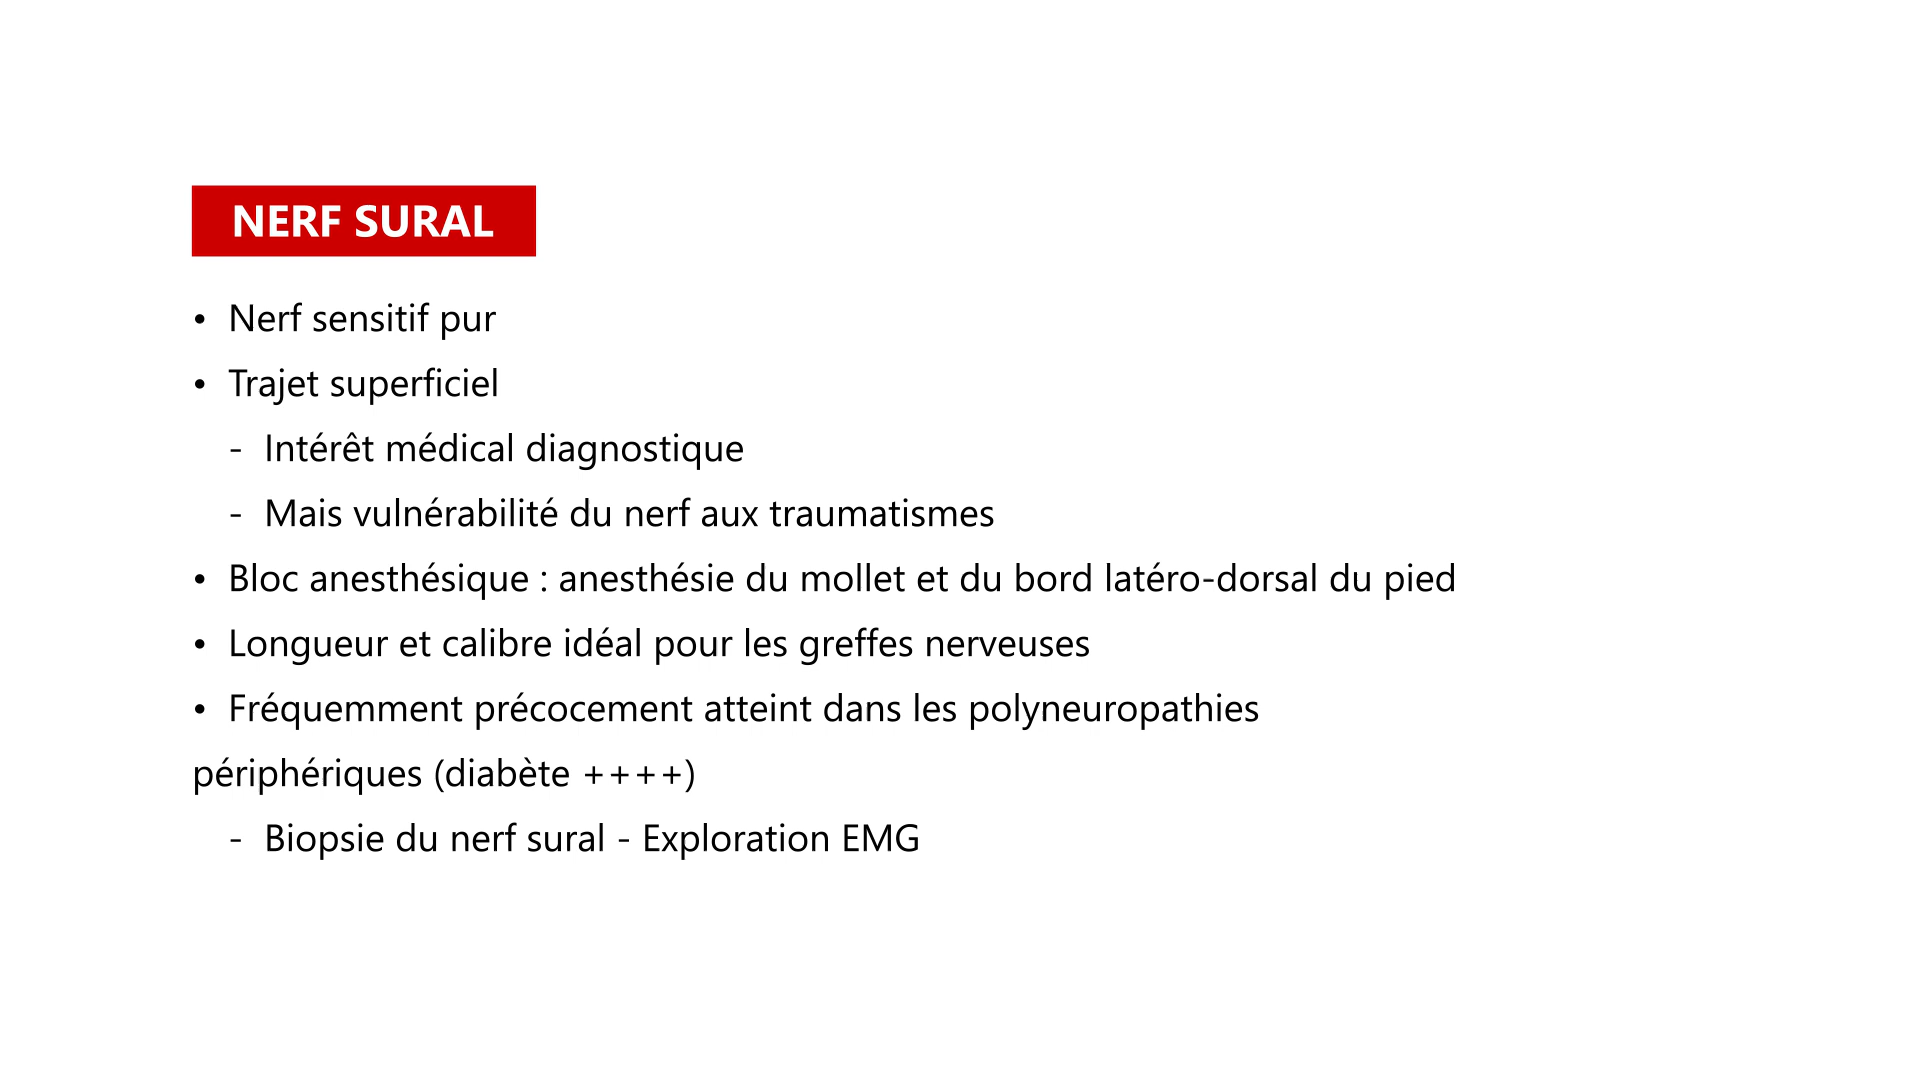 NERF SURAL
• Nerf sensitif pur
• Trajet superficiel
- Intérêt médical diagnostique
- Mais vulnérabilité du nerf aux traumatismes
• Bloc anesthésique : anesthésie du mollet et du bord latéro-dorsal du pied
• Longueur et calibre idéal pour les greffes nerveuses
• Fréquemment précocement atteint dans les polyneuropathies
périphériques (diabète ++++)
- Biopsie du nerf sural - Exploration EMG